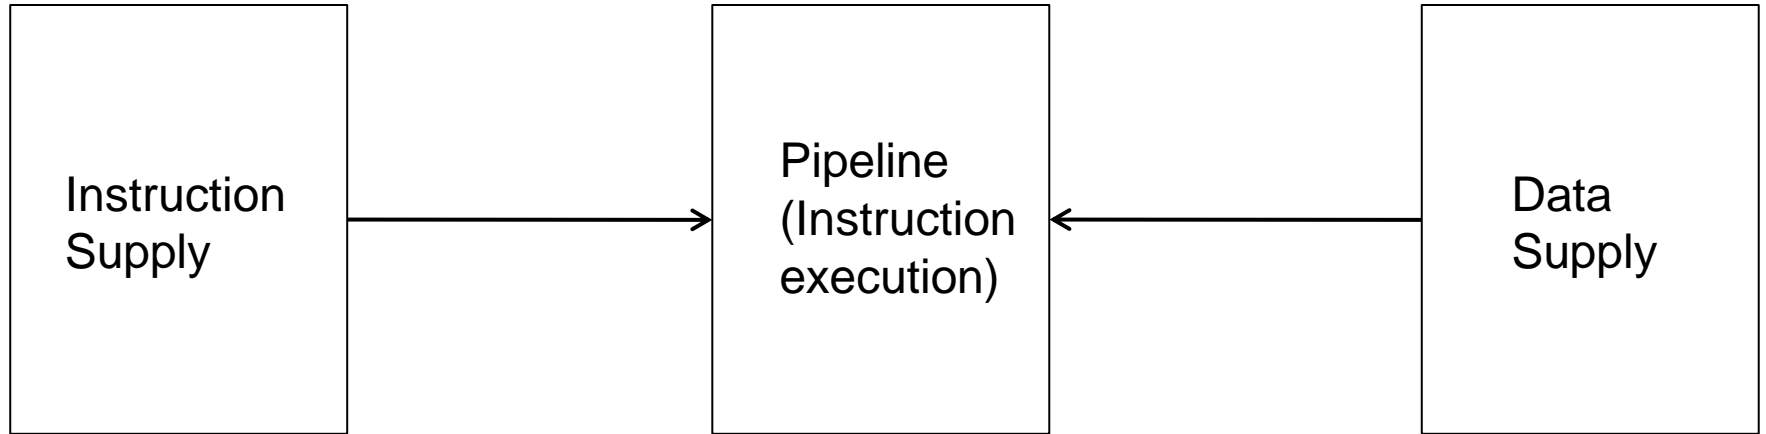 Instruction
Supply
Pipeline
(Instruction
execution)
Data
Supply